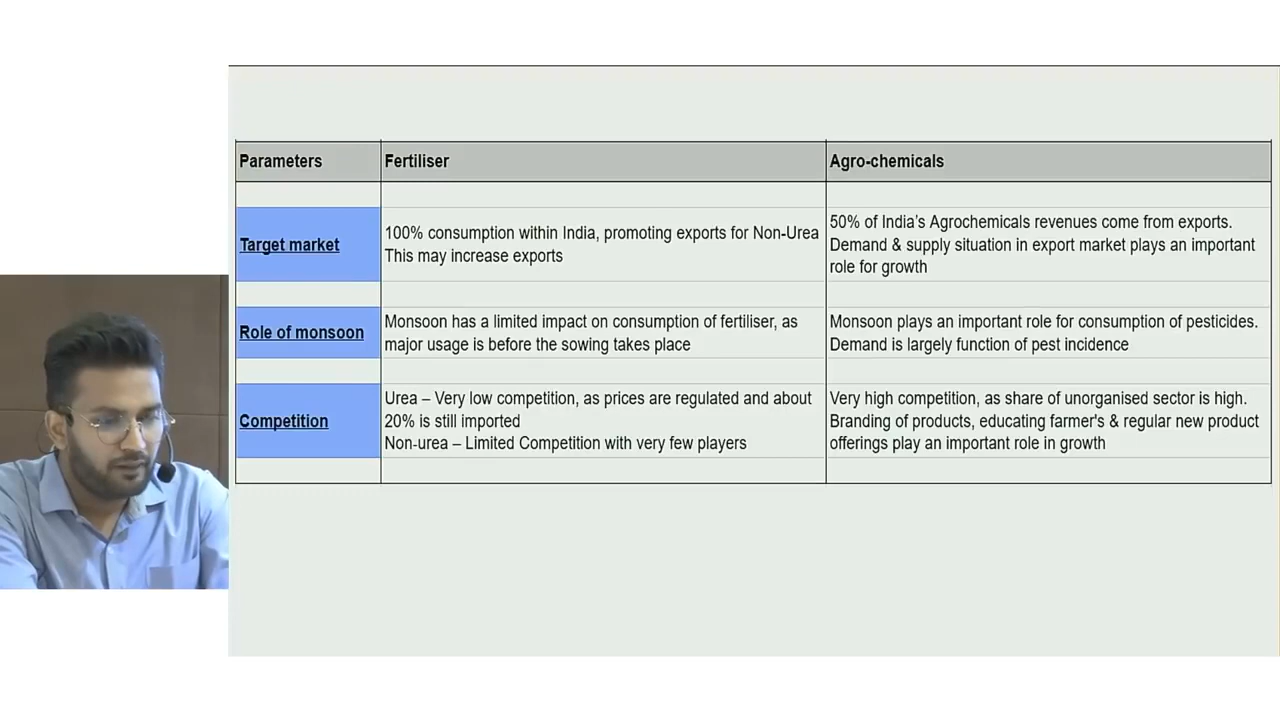 Parameters
Fertiliser
Agro-chemicals
Target market
100% consumption within India, promoting exports for Non-Urea
This may increase exports
50% of India's Agrochemicals revenues come from exports.
Demand & supply situation in export market plays an important
role for growth
Role of monsoon
Monsoon has a limited impact on consumption of fertiliser, as
major usage is before the sowing takes place
Monsoon plays an important role for consumption of pesticides.
Demand is largely function of pest incidence
Competition
Urea – Very low competition, as prices are regulated and about
20% is still imported
Non-urea – Limited Competition with very few players
Very high competition, as share of unorganised sector is high.
Branding of products, educating farmer's & regular new product
offerings play an important role in growth